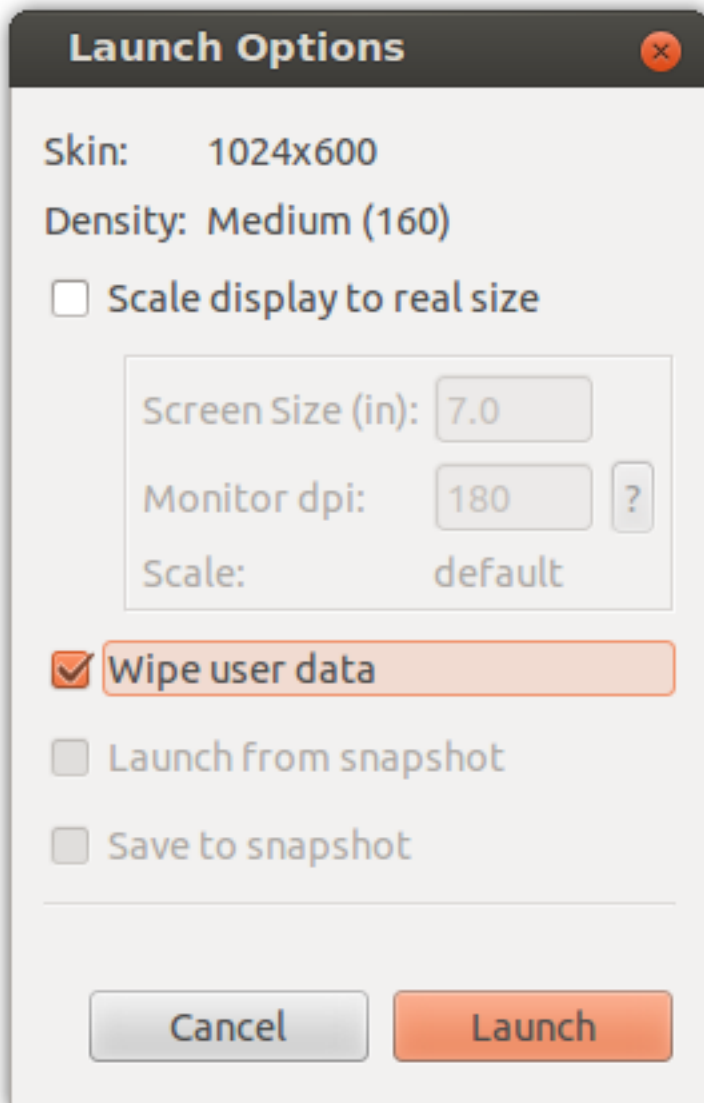 Launch Options
Skin: 1024x600
Density: Medium (160)
Scale display to real size
Screen Size (in): 7.0
Monitor dpi: 180 ?
Scale: default
Wipe user data
Launch from snapshot
Save to snapshot
Cancel Launch